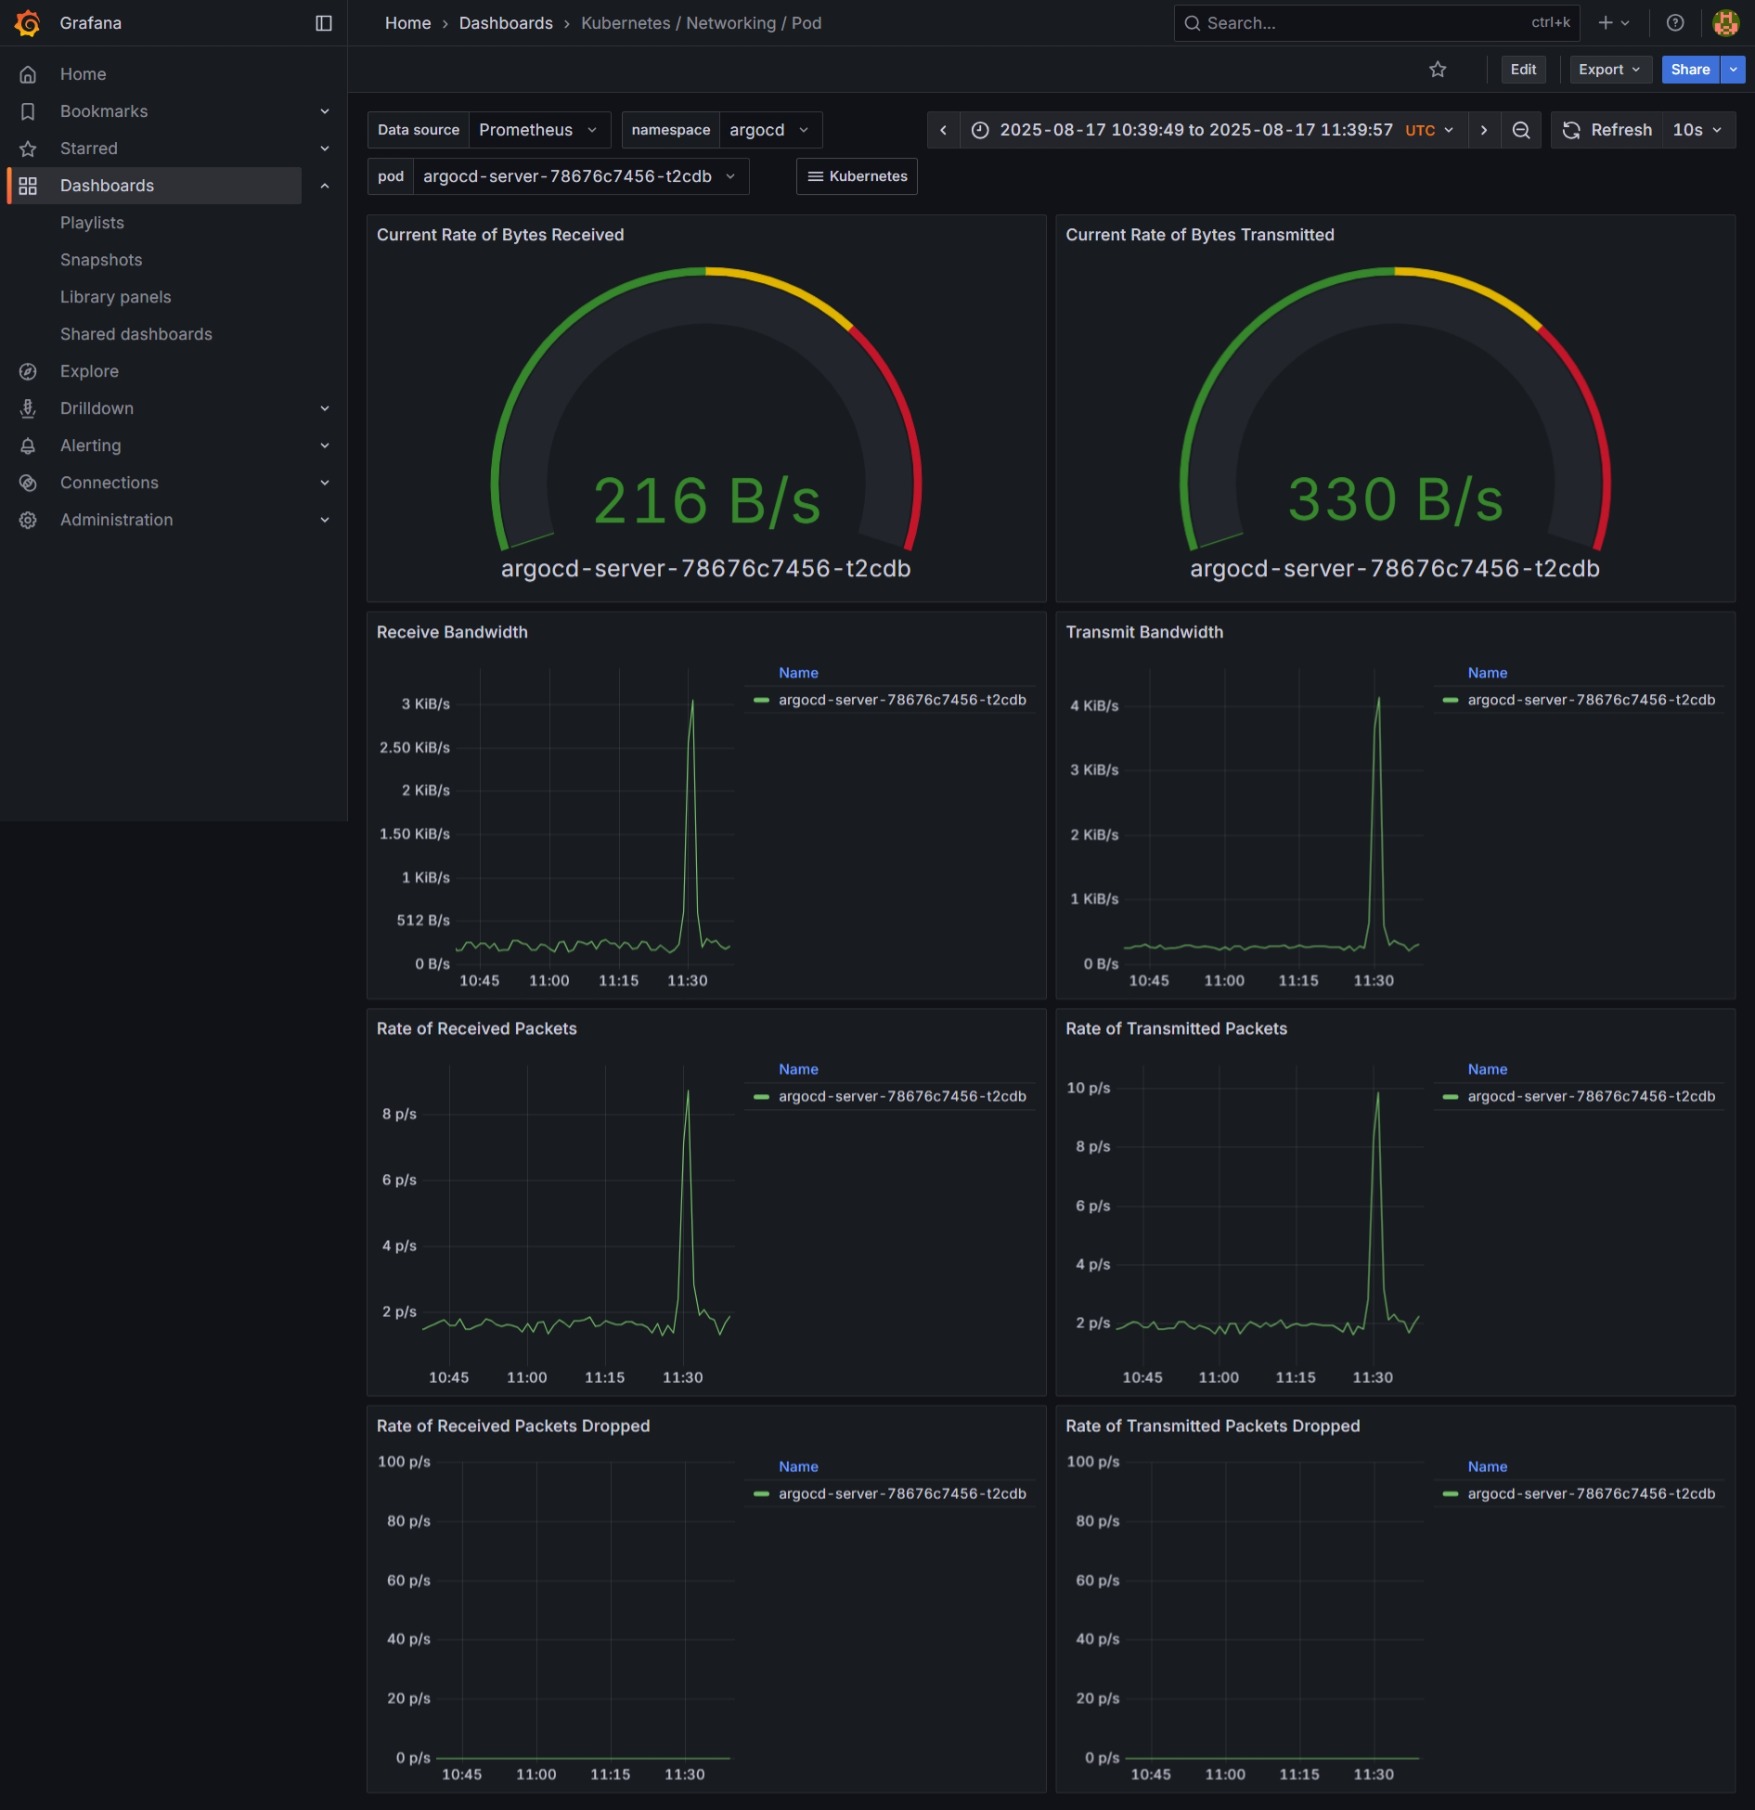 Grafana
Home › Dashboards › Kubernetes / Networking / Pod
Search... ctrl+k
Edit
Export
Share
Home
Bookmarks
Starred
Dashboards
Playlists
Snapshots
Library panels
Shared dashboards
Explore
Drilldown
Alerting
Connections
Administration
Data source Prometheus
namespace argocd
2025-08-17 10:39:49 to 2025-08-17 11:39:57 UTC
Refresh 10s
pod argocd-server-78676c7456-t2cdb
Kubernetes
Current Rate of Bytes Received
216 B/s
argocd-server-78676c7456-t2cdb
Current Rate of Bytes Transmitted
330 B/s
argocd-server-78676c7456-t2cdb
Receive Bandwidth
3 KiB/s
2.50 KiB/s
2 KiB/s
1.50 KiB/s
1 KiB/s
512 B/s
0 B/s
10:45 11:00 11:15 11:30
Name
argocd-server-78676c7456-t2cdb
Transmit Bandwidth
4 KiB/s
3 KiB/s
2 KiB/s
1 KiB/s
0 B/s
10:45 11:00 11:15 11:30
Name
argocd-server-78676c7456-t2cdb
Rate of Received Packets
8 p/s
6 p/s
4 p/s
2 p/s
10:45 11:00 11:15 11:30
Name
argocd-server-78676c7456-t2cdb
Rate of Transmitted Packets
10 p/s
8 p/s
6 p/s
4 p/s
2 p/s
10:45 11:00 11:15 11:30
Name
argocd-server-78676c7456-t2cdb
Rate of Received Packets Dropped
100 p/s
80 p/s
60 p/s
40 p/s
20 p/s
0 p/s
10:45 11:00 11:15 11:30
Name
argocd-server-78676c7456-t2cdb
Rate of Transmitted Packets Dropped
100 p/s
80 p/s
60 p/s
40 p/s
20 p/s
0 p/s
10:45 11:00 11:15 11:30
Name
argocd-server-78676c7456-t2cdb